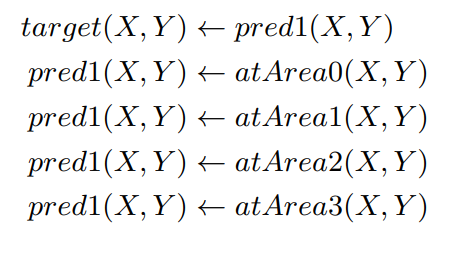 target(X, Y) ← pred1(X, Y)
pred1(X, Y) ← atArea0(X, Y)
pred1(X, Y) ← atArea1(X, Y)
pred1(X, Y) ← atArea2(X, Y)
pred1(X, Y) ← atArea3(X, Y)